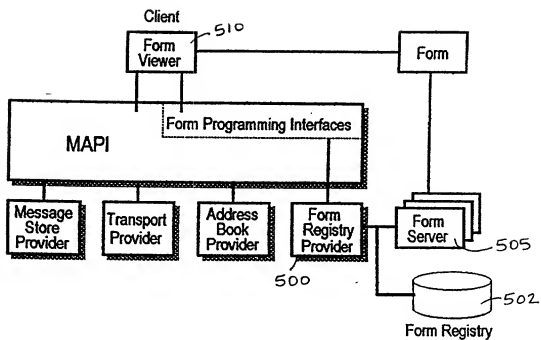 Client
510
Form
Viewer
Form
Form Programming Interfaces
MAPI
Message
Store
Provider
Transport
Provider
Address
Book
Provider
Form
Registry
Provider
Form
Server
505
500
502
Form Registry